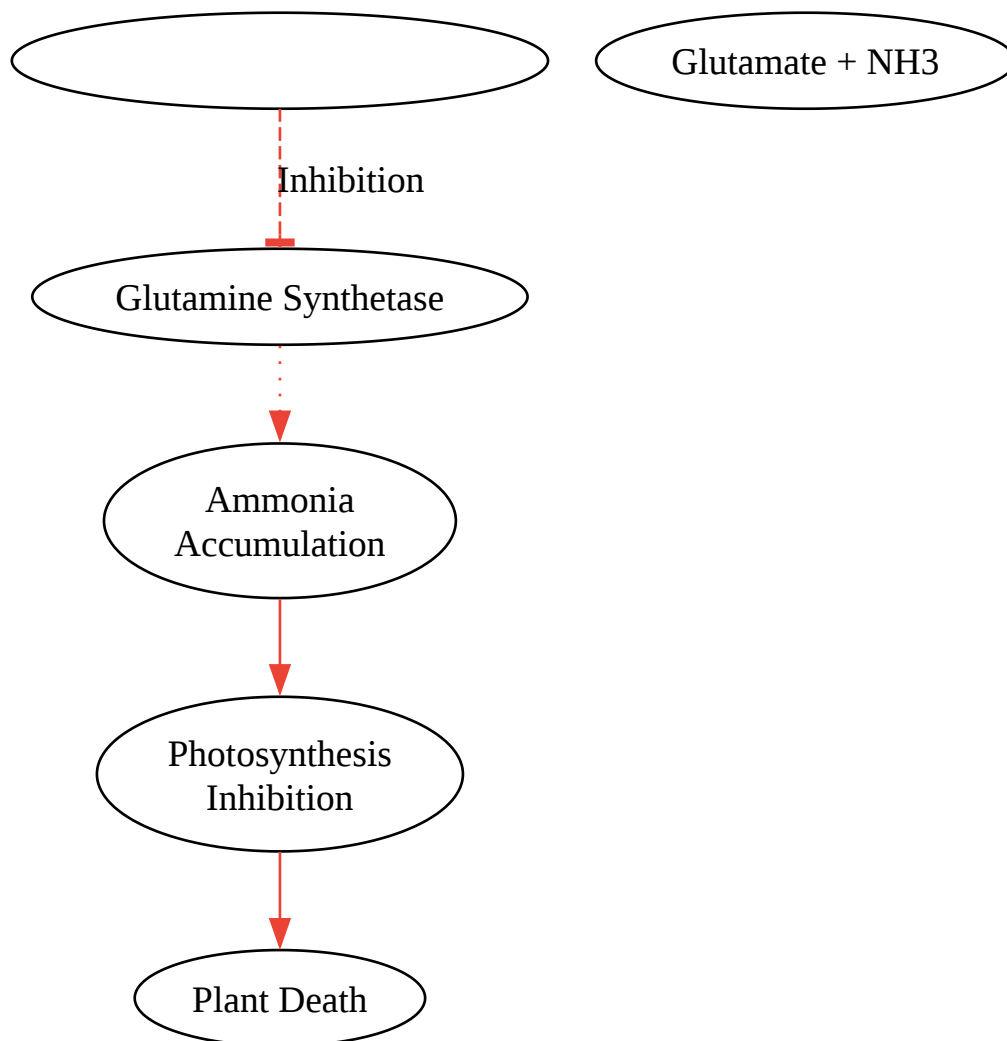 Glutamate + NH3
Inhibition
Glutamine Synthetase
Ammonia
Accumulation
Photosynthesis
Inhibition
Plant Death